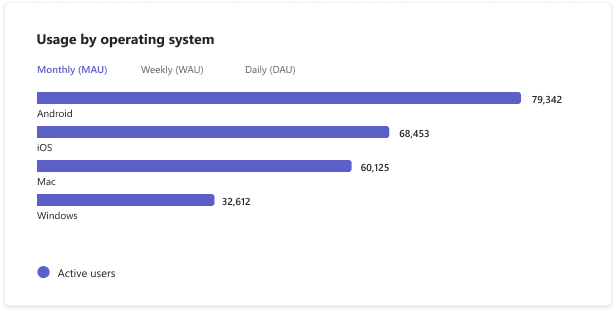 Usage by operating system
Monthly (MAU) Weekly (WAU) Daily (DAU)
79,342
Android
68,453
iOS
60,125
Mac
32,612
Windows
Active users